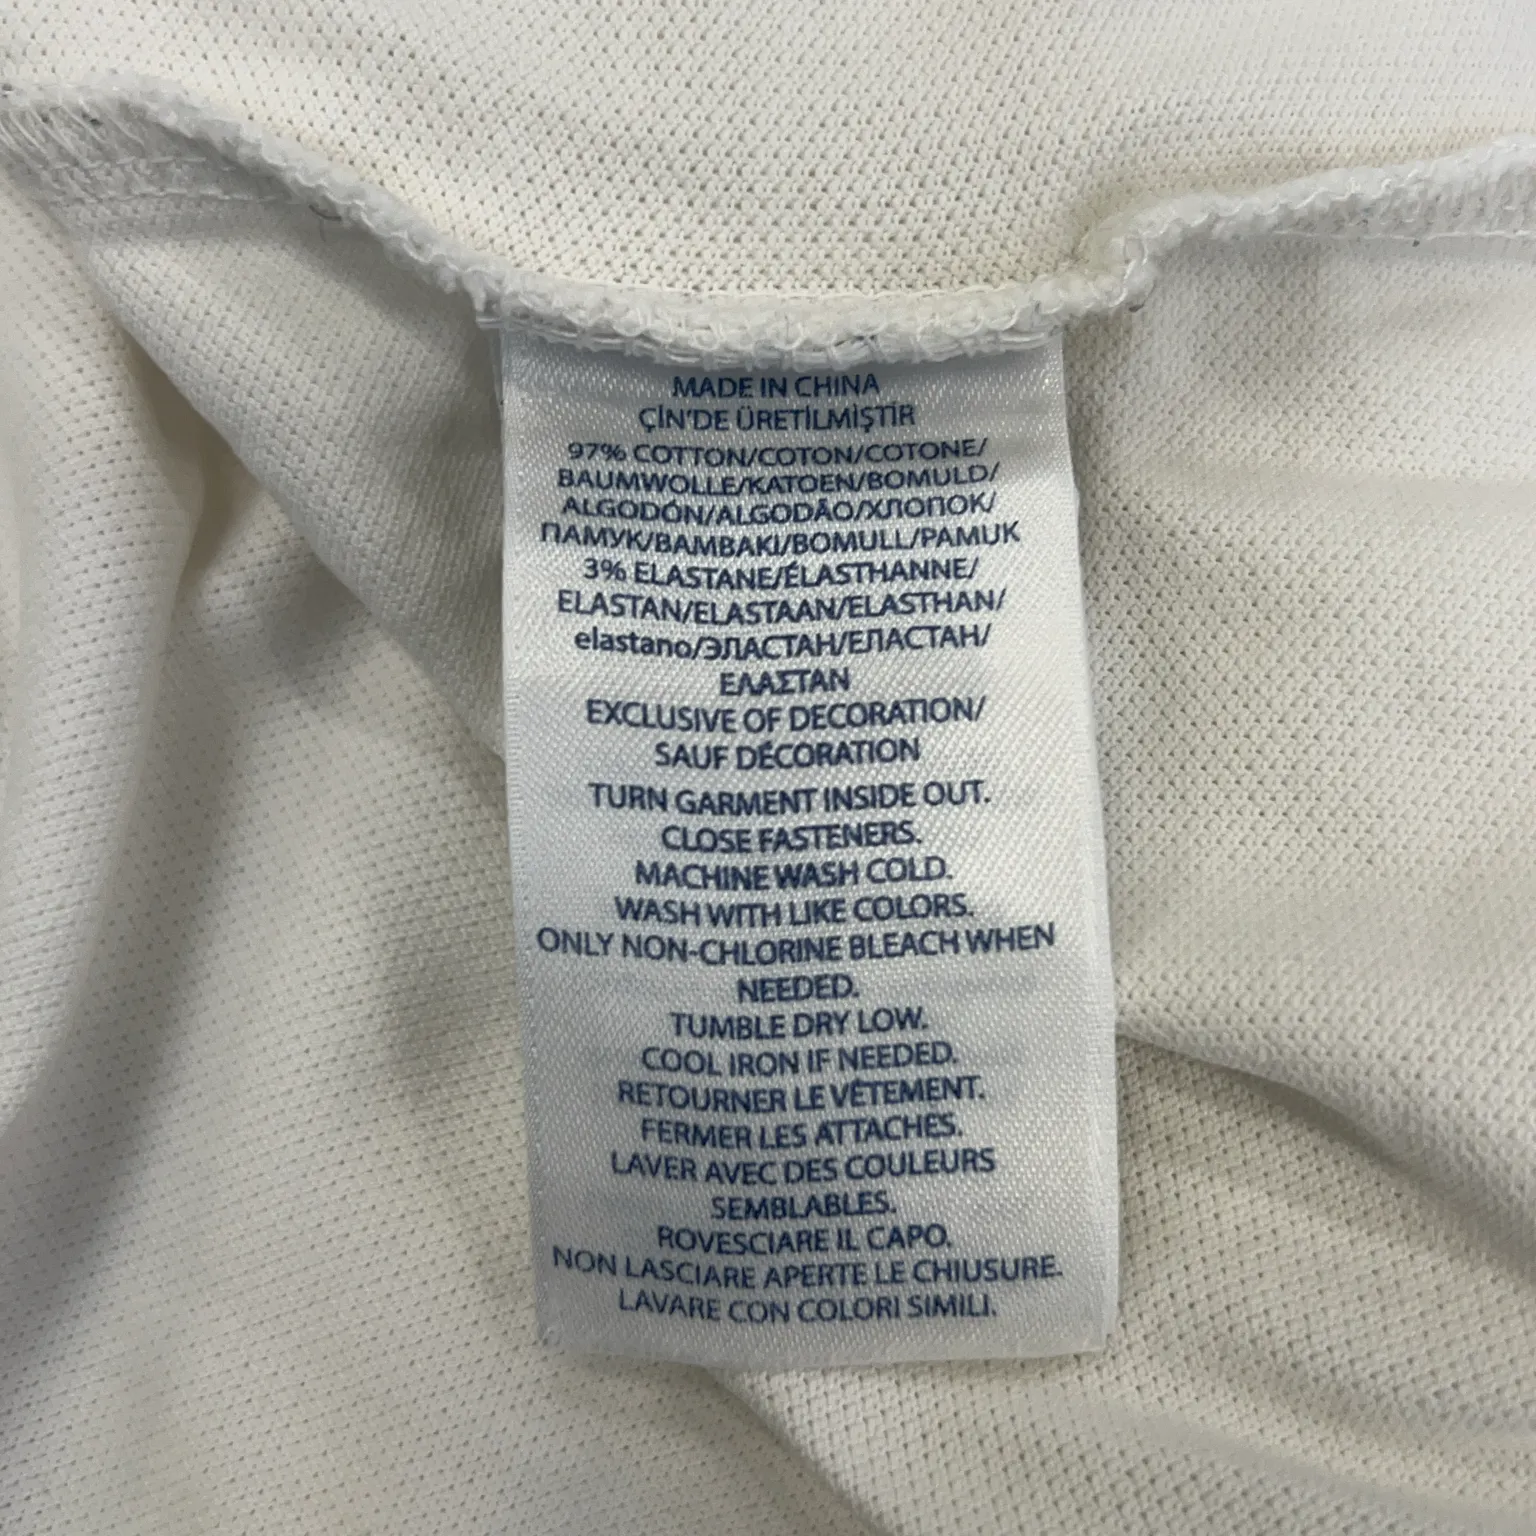 MADE IN CHINA
ÇİN'DE ÜRETİLMİŞTİR
97% COTTON/COTON/COTONE/
BAUMWOLLE/KATOEN/BOMULD/
ALGODÓN/ALGODÃO/ХЛОПОК/
ПАМУК/BAMBAKI/BOMULL/PAMUK
3% ELASTANE/ÉLASTHANNE/
ELASTAN/ELASTAAN/ELASTHAN/
elastano/ЭЛАСТАН/ЕЛАСТАН/
ΕΛΑΣΤΑΝ
EXCLUSIVE OF DECORATION/
SAUF DÉCORATION
TURN GARMENT INSIDE OUT.
CLOSE FASTENERS.
MACHINE WASH COLD.
WASH WITH LIKE COLORS.
ONLY NON-CHLORINE BLEACH WHEN
NEEDED.
TUMBLE DRY LOW.
COOL IRON IF NEEDED.
RETOURNER LE VÊTEMENT.
FERMER LES ATTACHES.
LAVER AVEC DES COULEURS
SEMBLABLES.
ROVESCIARE IL CAPO.
NON LASCIARE APERTE LE CHIUSURE.
LAVARE CON COLORI SIMILI.